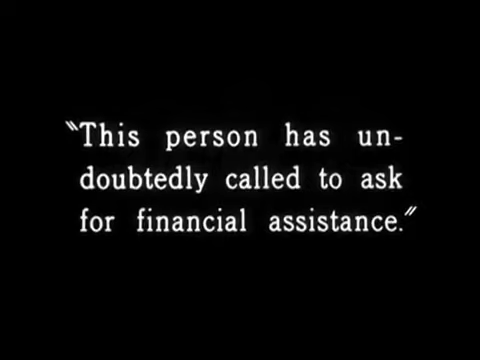 "This person has un-
doubtedly called to ask
for financial assistance."